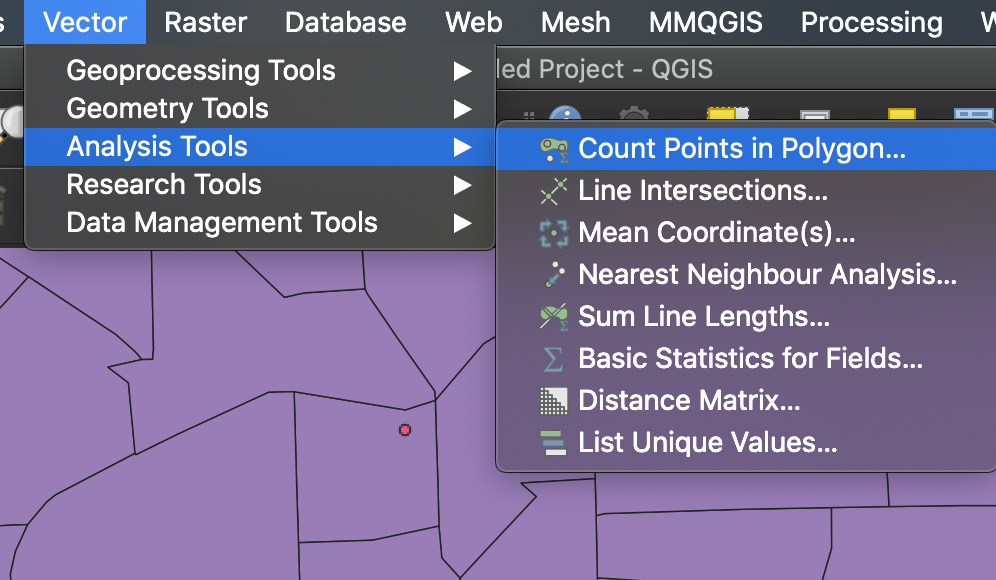 Vector Raster Database Web Mesh MMQGIS Processing
Geoprocessing Tools
Project - QGIS
Geometry Tools
Analysis Tools
Research Tools
Data Management Tools
Count Points in Polygon...
Line Intersections...
Mean Coordinate(s)...
Nearest Neighbour Analysis...
Sum Line Lengths...
Basic Statistics for Fields...
Distance Matrix...
List Unique Values...